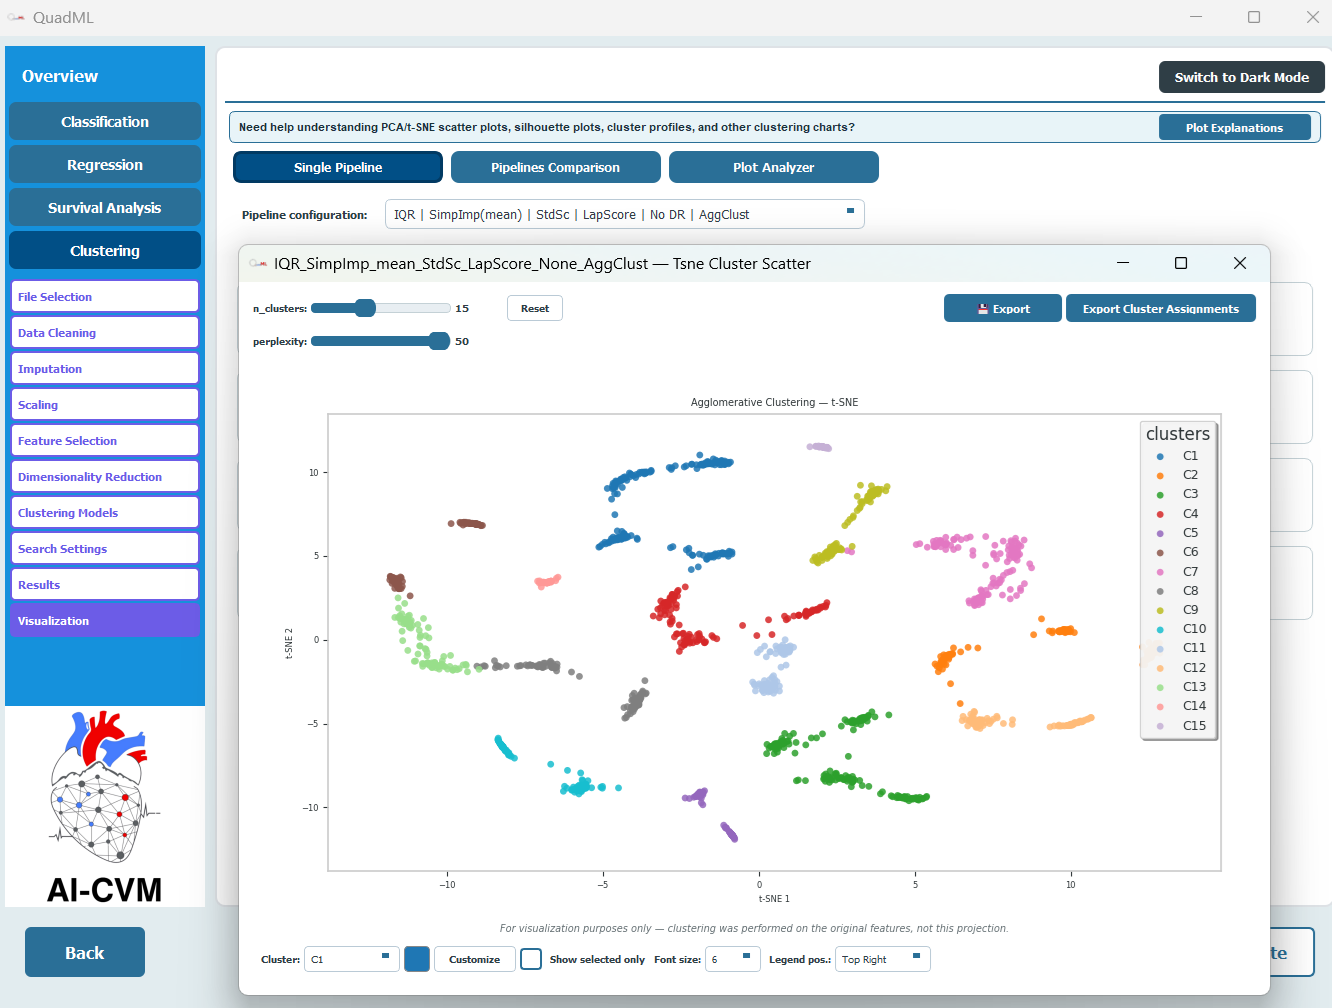 QuadML
Overview
Classification
Regression
Survival Analysis
Clustering
File Selection
Data Cleaning
Imputation
Scaling
Feature Selection
Dimensionality Reduction
Clustering Models
Search Settings
Results
Visualization
AI-CVM
Back
Switch to Dark Mode
Need help understanding PCA/t-SNE scatter plots, silhouette plots, cluster profiles, and other clustering charts?
Plot Explanations
Single Pipeline
Pipelines Comparison
Plot Analyzer
Pipeline configuration:
IQR | SimpImp(mean) | StdSc | LapScore | No DR | AggClust
IQR_SimpImp_mean_StdSc_LapScore_None_AggClust — Tsne Cluster Scatter
n_clusters:
15
Reset
Export
Export Cluster Assignments
perplexity:
50
Agglomerative Clustering — t-SNE
clusters
C1
C2
C3
C4
C5
C6
C7
C8
C9
C10
C11
C12
C13
C14
C15
t-SNE 2
10
5
0
−5
−10
−10
−5
0
5
10
t-SNE 1
For visualization purposes only — clustering was performed on the original features, not this projection.
Cluster:
C1
Customize
Show selected only
Font size:
6
Legend pos.:
Top Right
te